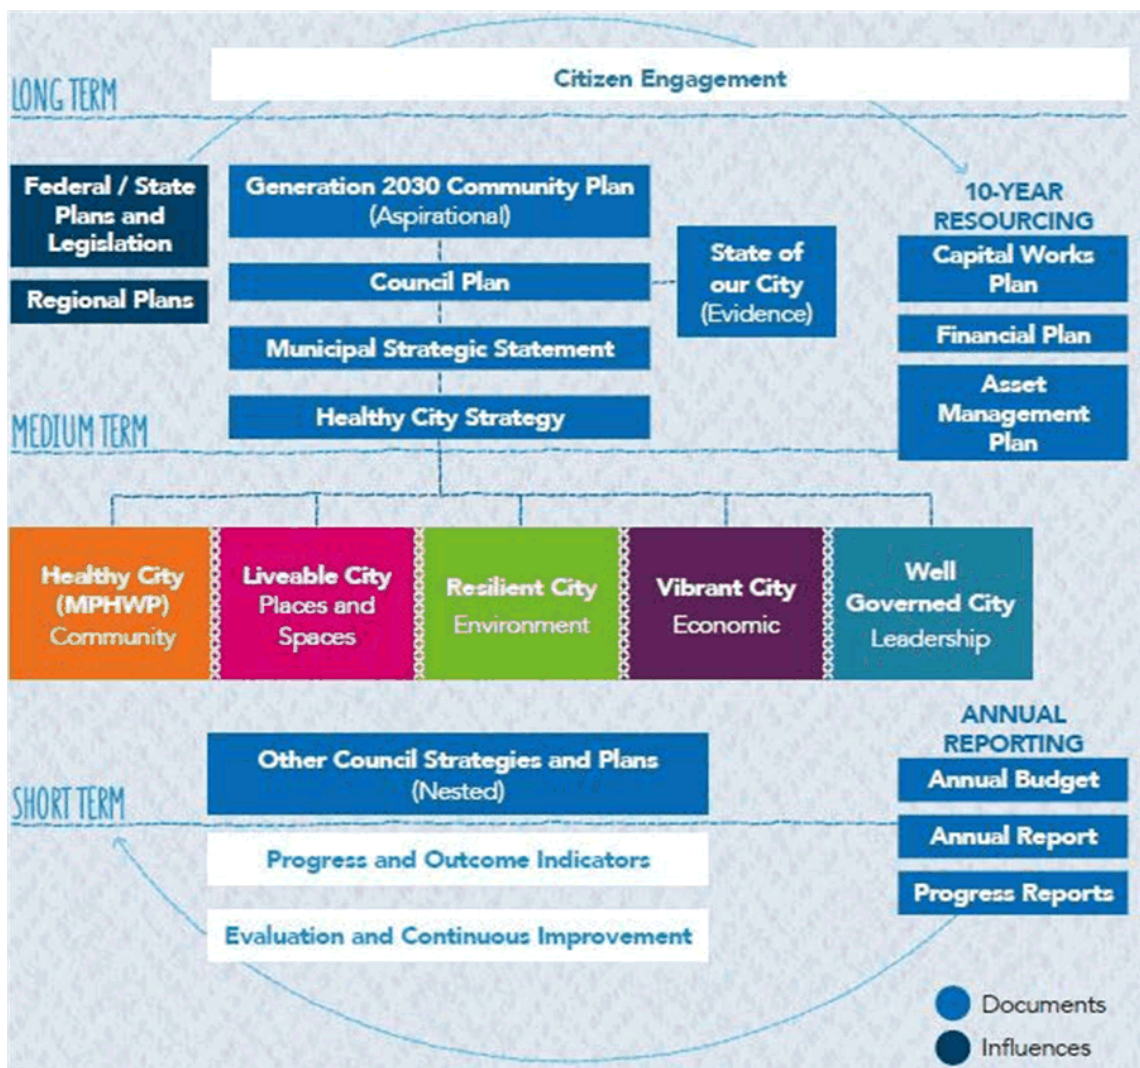 Citizen Engagement
LONG TERM
Federal / State
Plans and
Legislation
Regional Plans
Generation 2030 Community Plan
(Aspirational)
Council Plan
Municipal Strategic Statement
Healthy City Strategy
State of
our City
(Evidence)
10-YEAR
RESOURCING
Capital Works
Plan
Financial Plan
Asset
Management
Plan
MEDIUM TERM
Healthy City
(MPHWP)
Community
Liveable City
Places and
Spaces
Resilient City
Environment
Vibrant City
Economic
Well
Governed City
Leadership
Other Council Strategies and Plans
(Nested)
SHORT TERM
Progress and Outcome Indicators
Evaluation and Continuous Improvement
ANNUAL
REPORTING
Annual Budget
Annual Report
Progress Reports
Documents
Influences